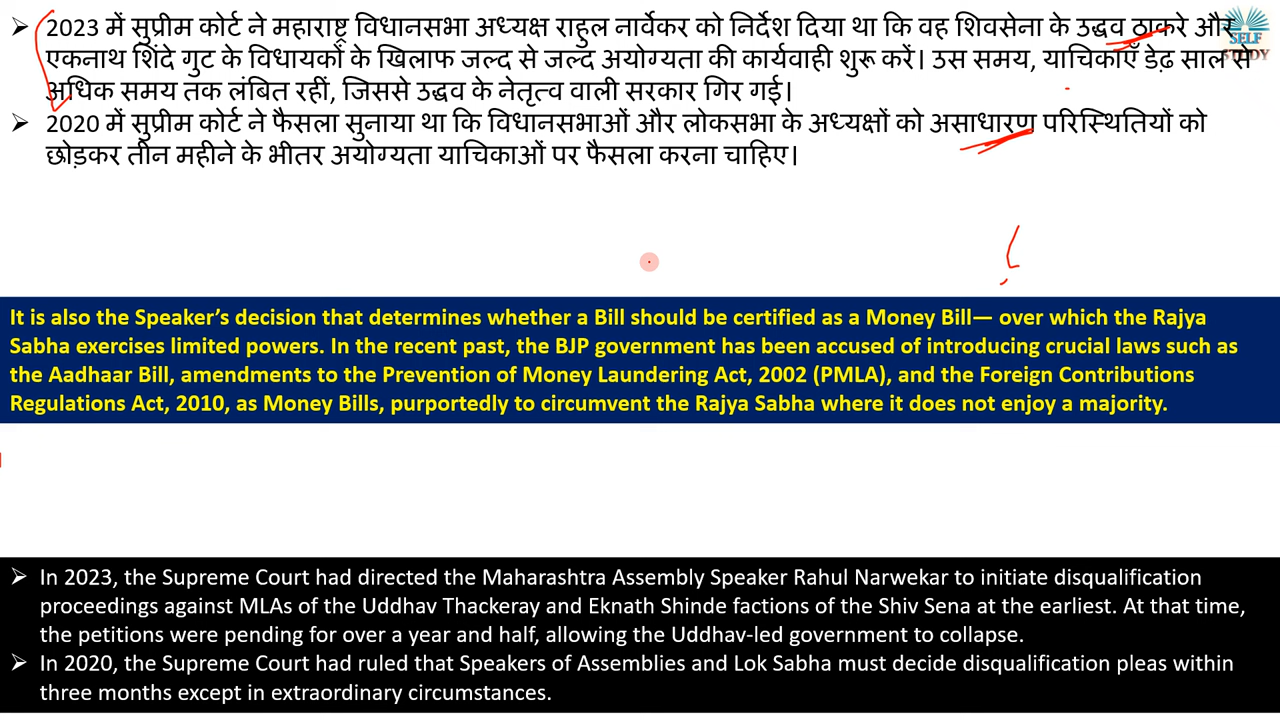 ➢ 2023 में सुप्रीम कोर्ट ने महाराष्ट्र विधानसभा अध्यक्ष राहुल नार्वेकर को निर्देश दिया था कि वह शिवसेना के उद्धव ठाकरे और
एकनाथ शिंदे गुट के विधायकों के खिलाफ जल्द से जल्द अयोग्यता की कार्यवाही शुरू करें। उस समय, याचिकाएँ डेढ़ साल से
अधिक समय तक लंबित रहीं, जिससे उद्धव के नेतृत्व वाली सरकार गिर गई।
➢ 2020 में सुप्रीम कोर्ट ने फैसला सुनाया था कि विधानसभाओं और लोकसभा के अध्यक्षों को असाधारण परिस्थितियों को
छोड़कर तीन महीने के भीतर अयोग्यता याचिकाओं पर फैसला करना चाहिए।
SELF
STUDY
It is also the Speaker’s decision that determines whether a Bill should be certified as a Money Bill— over which the Rajya
Sabha exercises limited powers. In the recent past, the BJP government has been accused of introducing crucial laws such as
the Aadhaar Bill, amendments to the Prevention of Money Laundering Act, 2002 (PMLA), and the Foreign Contributions
Regulations Act, 2010, as Money Bills, purportedly to circumvent the Rajya Sabha where it does not enjoy a majority.
➢ In 2023, the Supreme Court had directed the Maharashtra Assembly Speaker Rahul Narwekar to initiate disqualification
proceedings against MLAs of the Uddhav Thackeray and Eknath Shinde factions of the Shiv Sena at the earliest. At that time,
the petitions were pending for over a year and half, allowing the Uddhav-led government to collapse.
➢ In 2020, the Supreme Court had ruled that Speakers of Assemblies and Lok Sabha must decide disqualification pleas within
three months except in extraordinary circumstances.